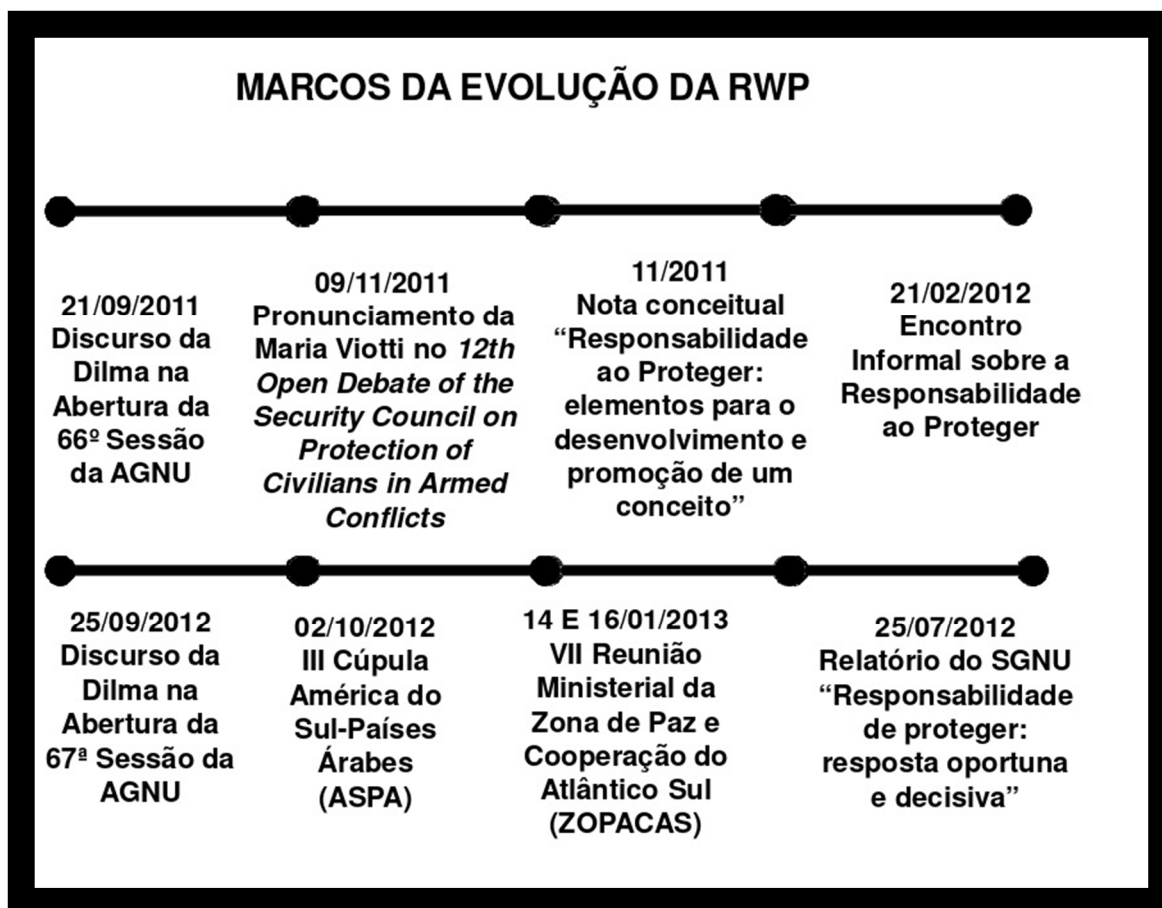 MARCOS DA EVOLUÇÃO DA RWP
21/09/2011
Discurso da
Dilma na
Abertura da
66º Sessão
da AGNU
09/11/2011
Pronunciamento da
Maria Viotti no 12th
Open Debate of the
Security Council on
Protection of
Civilians in Armed
Conflicts
11/2011
Nota conceitual
“Responsabilidade
ao Proteger:
elementos para o
desenvolvimento e
promoção de um
conceito”
21/02/2012
Encontro
Informal sobre a
Responsabilidade
ao Proteger
25/09/2012
Discurso da
Dilma na
Abertura da
67ª Sessão da
AGNU
02/10/2012
III Cúpula
América do
Sul-Países
Árabes
(ASPA)
14 E 16/01/2013
VII Reunião
Ministerial da
Zona de Paz e
Cooperação do
Atlântico Sul
(ZOPACAS)
25/07/2012
Relatório do SGNU
“Responsabilidade
de proteger:
resposta oportuna
e decisiva”